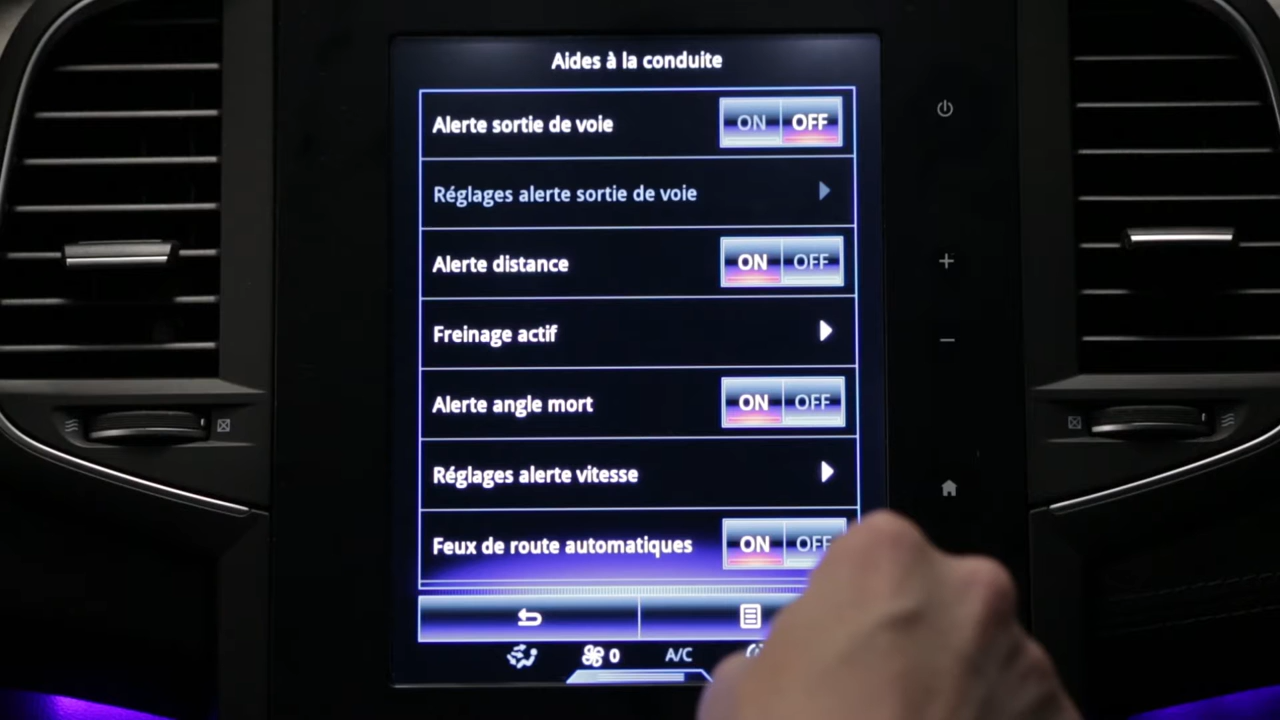 Aides à la conduite
Alerte sortie de voie ON OFF
Réglages alerte sortie de voie
Alerte distance ON OFF
Freinage actif
Alerte angle mort ON OFF
Réglages alerte vitesse
Feux de route automatiques ON OFF
0 A/C